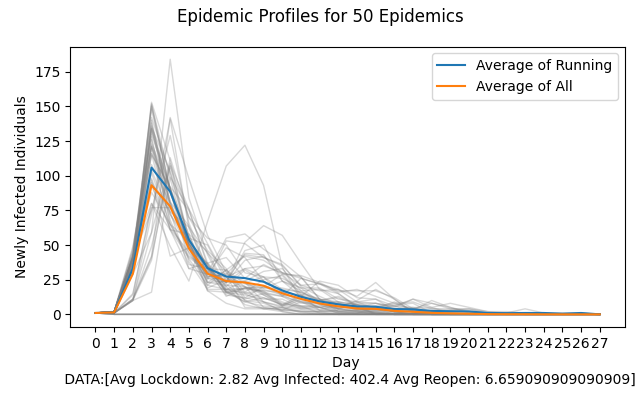 Epidemic Profiles for 50 Epidemics
Average of Running
Average of All
Newly Infected Individuals
175
150
125
100
75
50
25
0
0 1 2 3 4 5 6 7 8 9 10 11 12 13 14 15 16 17 18 19 20 21 22 23 24 25 26 27
Day
DATA:[Avg Lockdown: 2.82 Avg Infected: 402.4 Avg Reopen: 6.659090909090909]